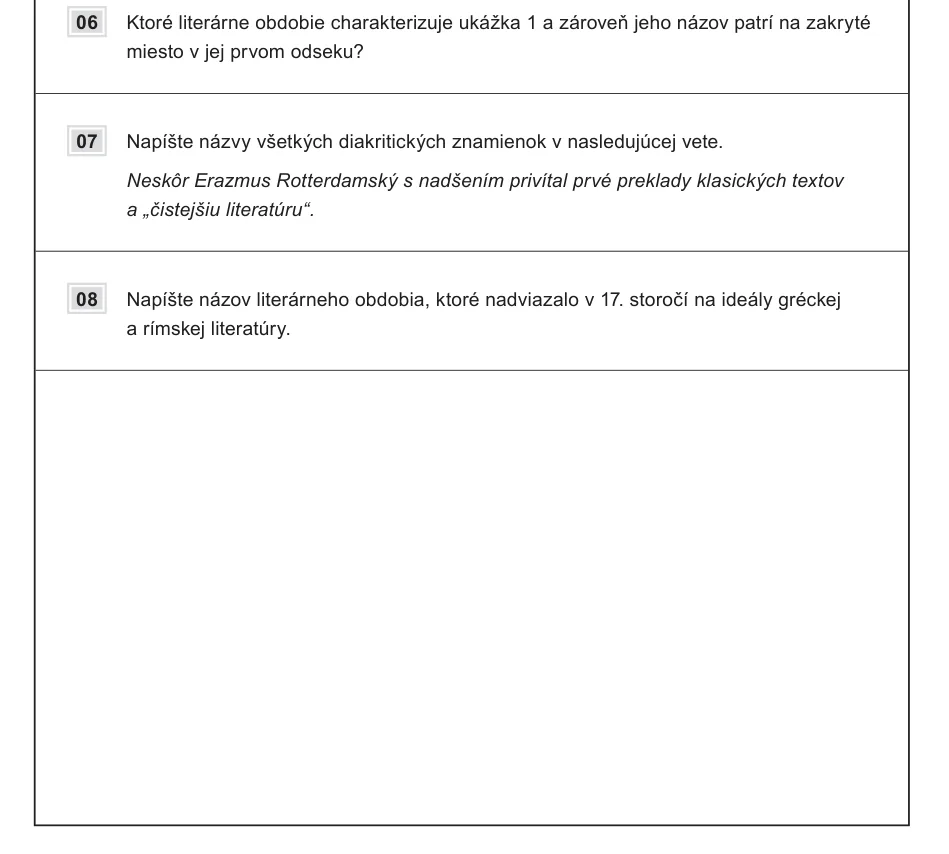 06 Ktoré literárne obdobie charakterizuje ukážka 1 a zároveň jeho názov patrí na zakryté
miesto v jej prvom odseku?
07 Napíšte názvy všetkých diakritických znamienok v nasledujúcej vete.
Neskôr Erazmus Rotterdamský s nadšením privítal prvé preklady klasických textov
a „čistejšiu literatúru“.
08 Napíšte názov literárneho obdobia, ktoré nadviazalo v 17. storočí na ideály gréckej
a rímskej literatúry.